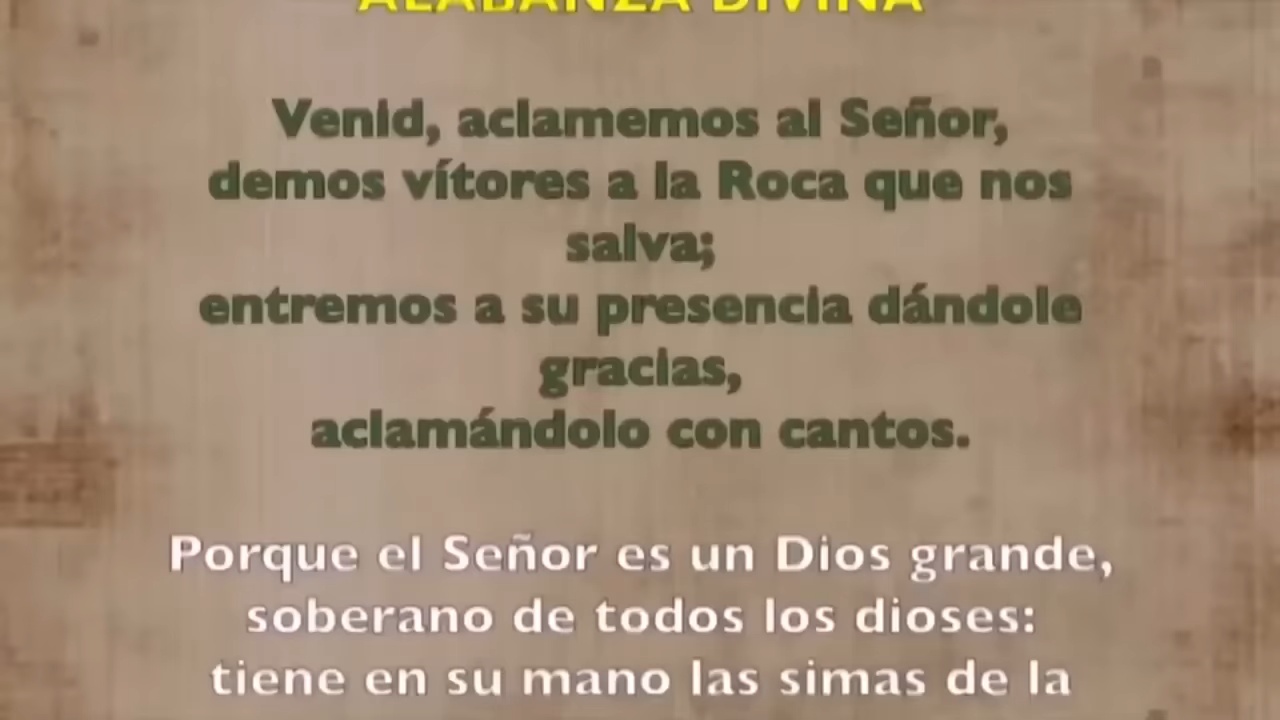 ALABANZA DIVINA
Venid, aclamemos al Señor,
demos vítores a la Roca que nos
salva;
entremos a su presencia dándole
gracias,
aclamándolo con cantos.
Porque el Señor es un Dios grande,
soberano de todos los dioses:
tiene en su mano las simas de la